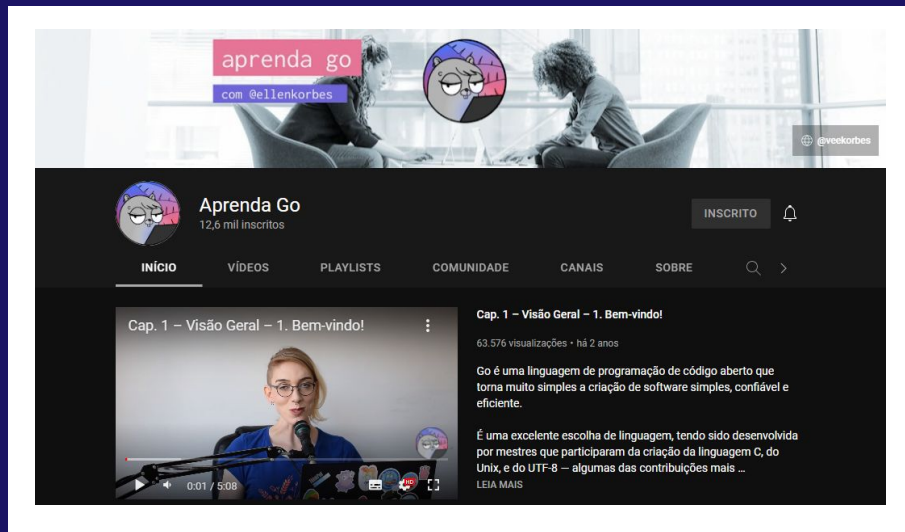 aprenda go
com @ellenkorbes
@veekorbes
Aprenda Go
12,6 mil inscritos
INSCRITO
INÍCIO VÍDEOS PLAYLISTS COMUNIDADE CANAIS SOBRE
Cap. 1 – Visão Geral – 1. Bem-vindo!
0:01 / 5:08
HD
Cap. 1 – Visão Geral – 1. Bem-vindo!
63.576 visualizações • há 2 anos
Go é uma linguagem de programação de código aberto que
torna muito simples a criação de software simples, confiável e
eficiente.
É uma excelente escolha de linguagem, tendo sido desenvolvida
por mestres que participaram da criação da linguagem C, do
Unix, e do UTF-8 — algumas das contribuições mais ...
LEIA MAIS